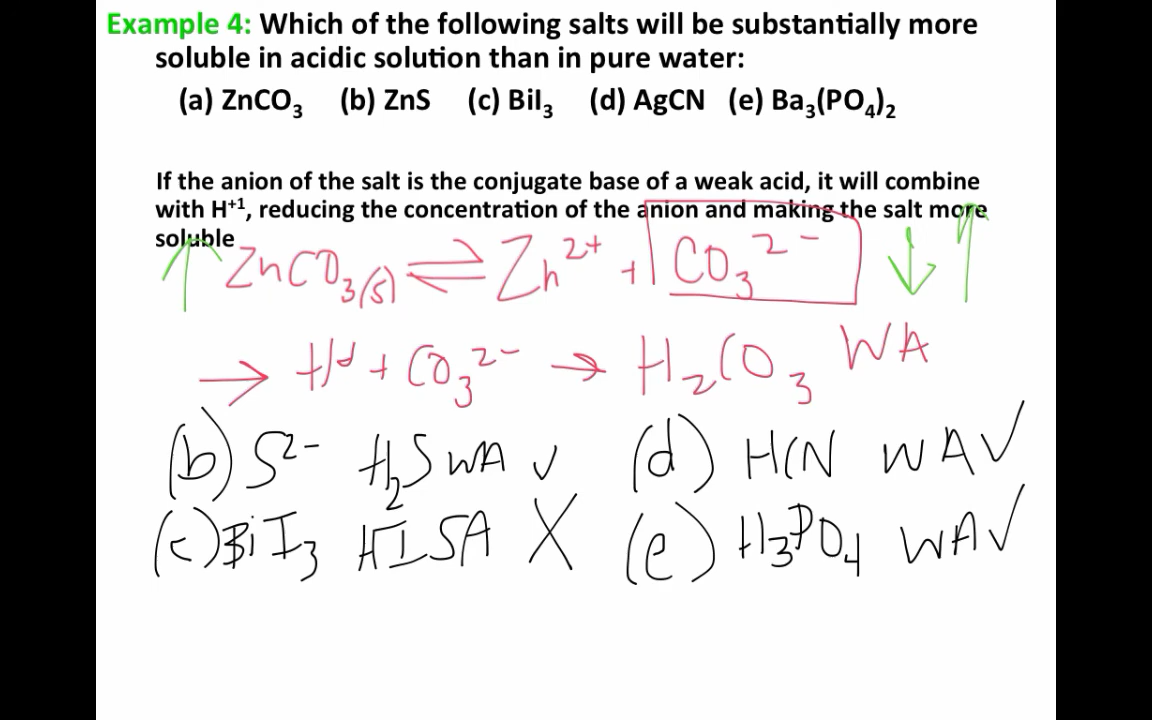 Example 4: Which of the following salts will be substantially more
soluble in acidic solution than in pure water:
(a) ZnCO₃ (b) ZnS (c) BiI₃ (d) AgCN (e) Ba₃(PO₄)₂
If the anion of the salt is the conjugate base of a weak acid, it will combine
with H⁺¹, reducing the concentration of the anion and making the salt more
soluble
↑ ZnCO₃(s) ⇌ Zn²⁺ + CO₃²⁻ ↓ ↑
→ H⁺ + CO₃²⁻ → H₂CO₃ WA
(b) S²⁻ H₂S WA ✓ (d) HCN WA ✓
(c) BiI₃ HI SA X (e) H₃PO₄ WA ✓